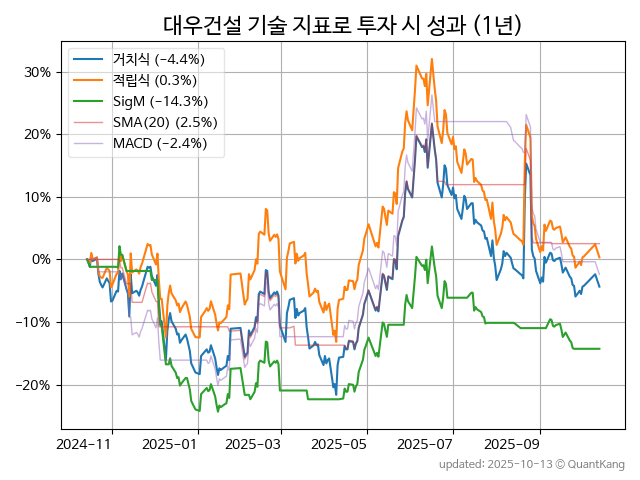 대우건설 기술 지표로 투자 시 성과 (1년)
거치식 (−4.4%)
적립식 (0.3%)
SigM (−14.3%)
SMA(20) (2.5%)
MACD (−2.4%)
30%
20%
10%
0%
−10%
−20%
2024-11 2025-01 2025-03 2025-05 2025-07 2025-09
updated: 2025-10-13 ⓒ QuantKang